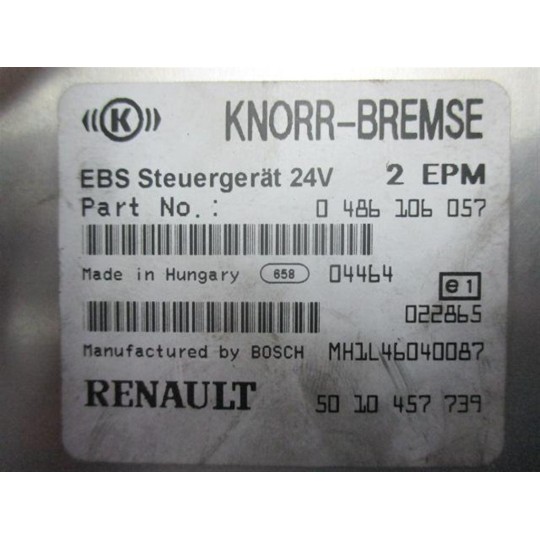 K KNORR-BREMSE
EBS Steuergerät 24V 2 EPM
Part No.: 0 486 106 057
Made in Hungary 658 04464
e1
022865
Manufactured by BOSCH MH1L46040087
RENAULT 50 10 457 739